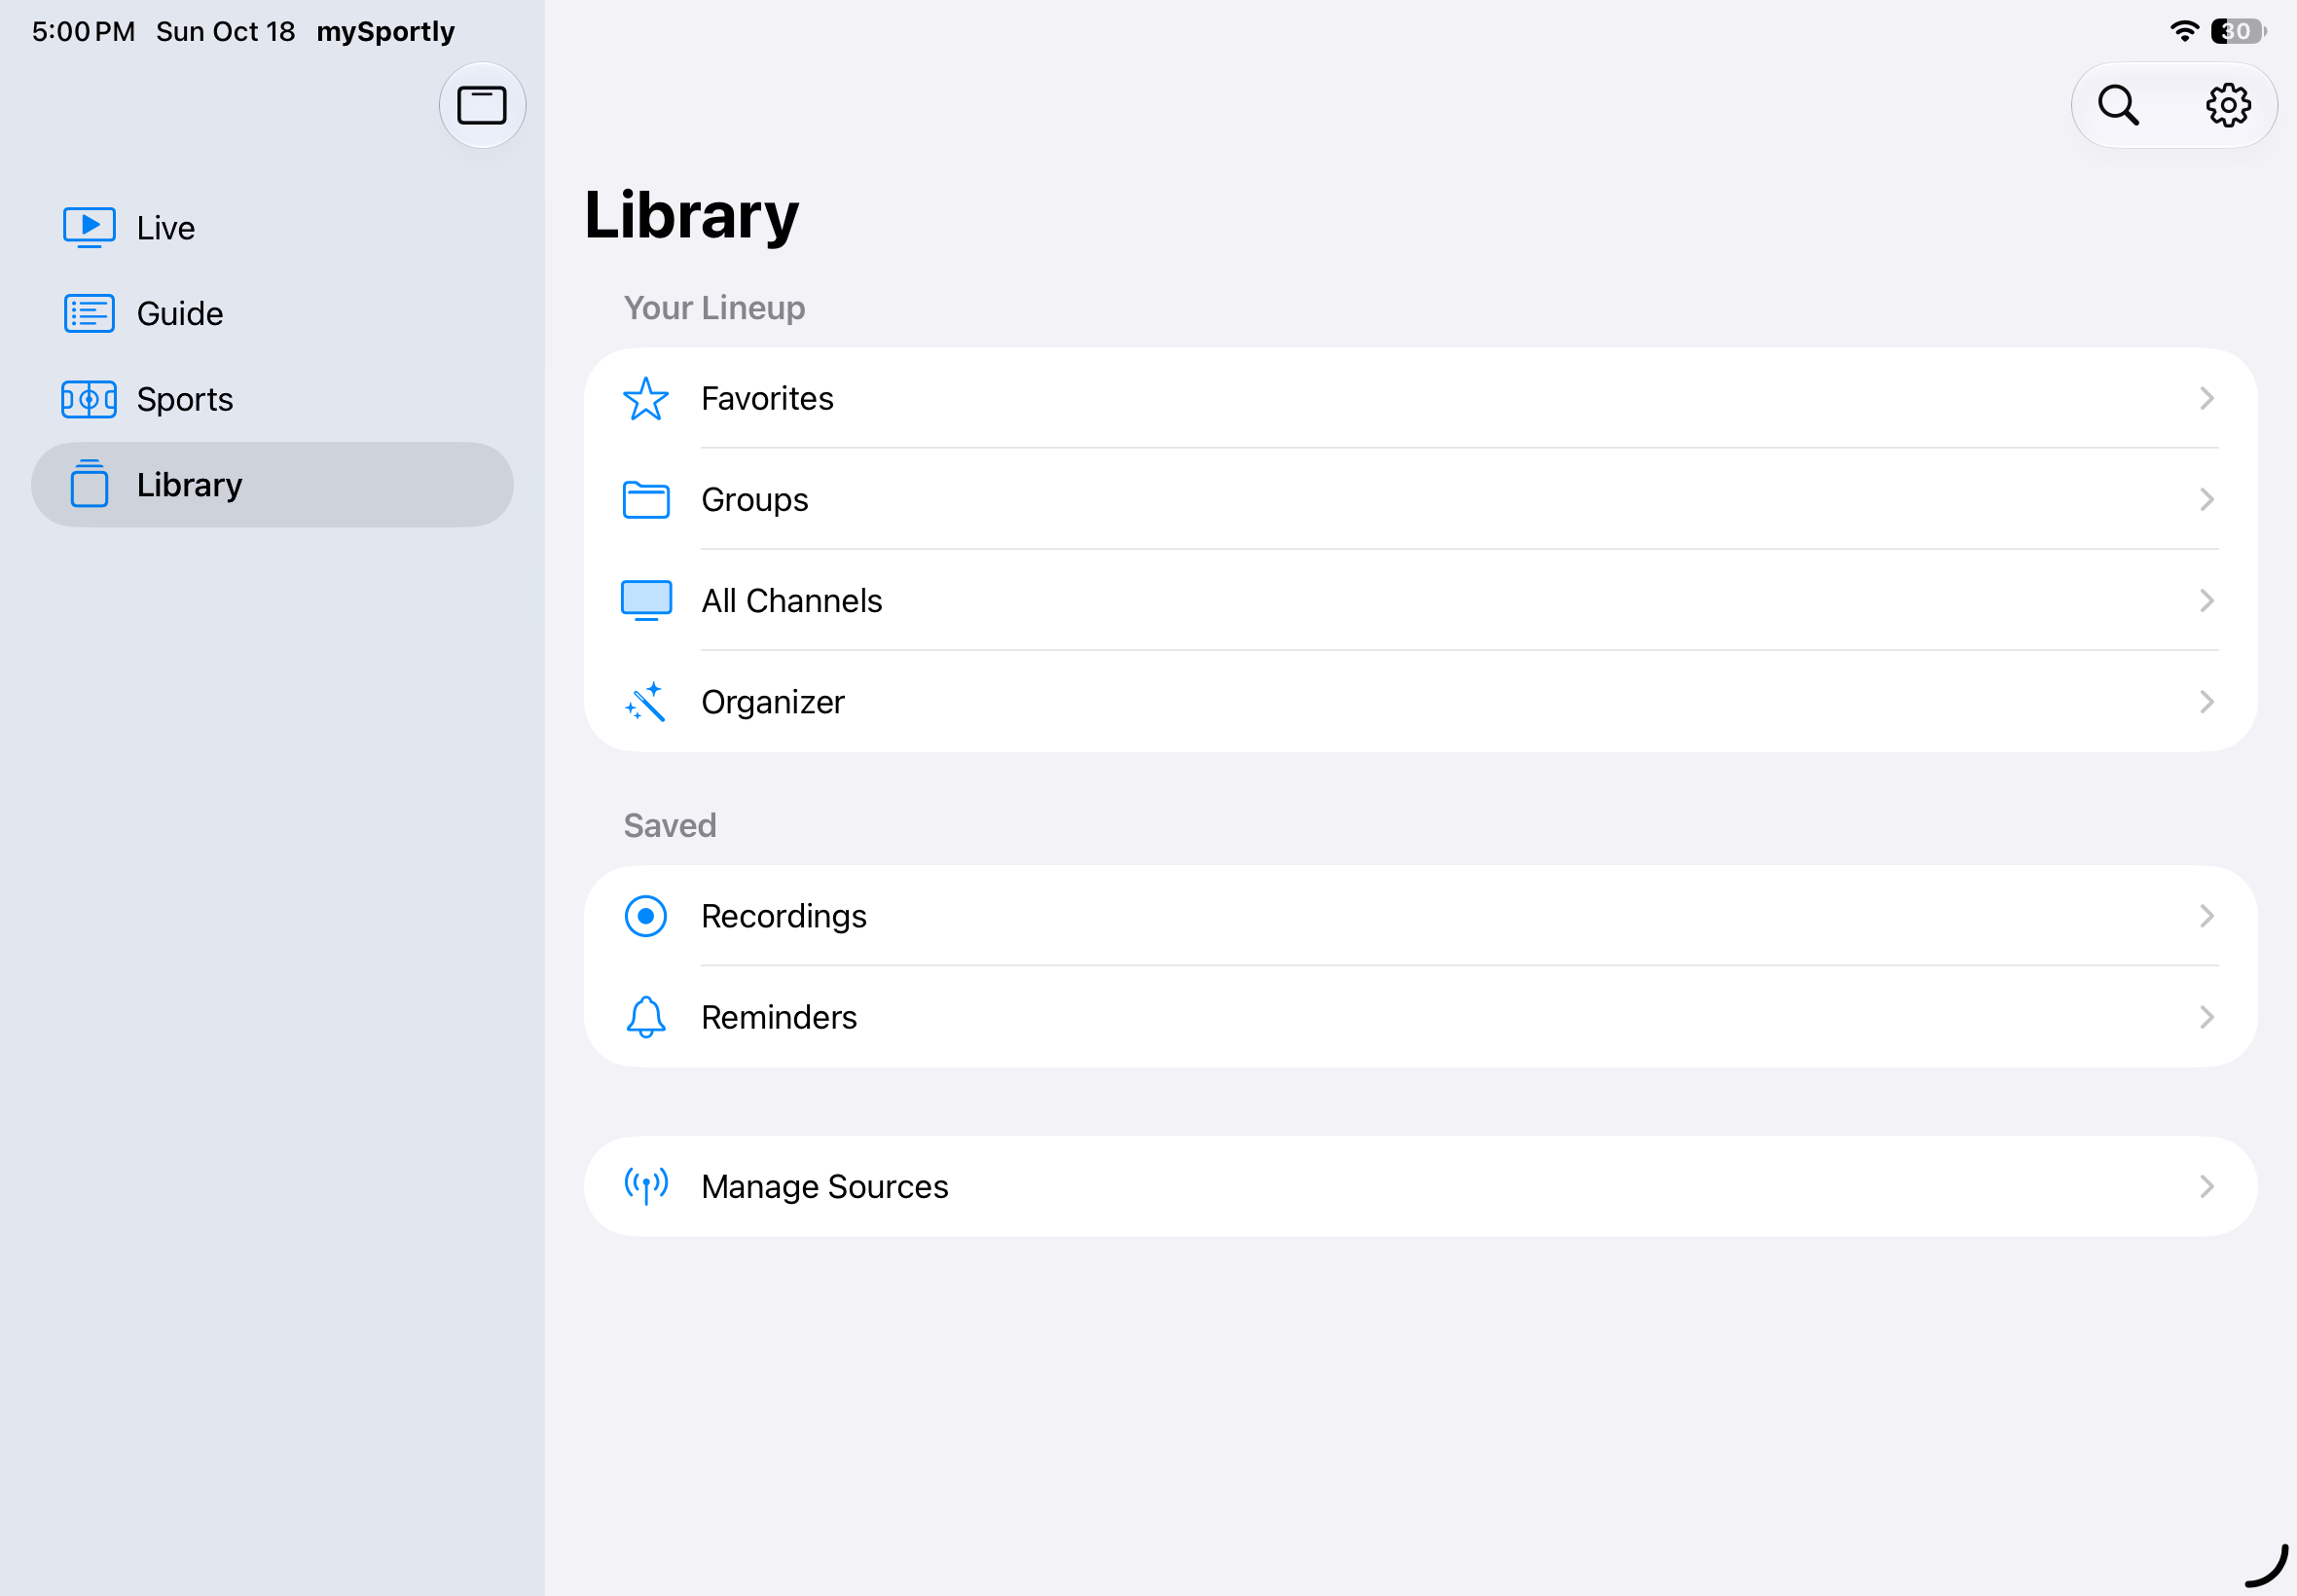 5:00 PM Sun Oct 18 mySportly
30
Live
Guide
Sports
Library
Library
Your Lineup
Favorites
Groups
All Channels
Organizer
Saved
Recordings
Reminders
Manage Sources